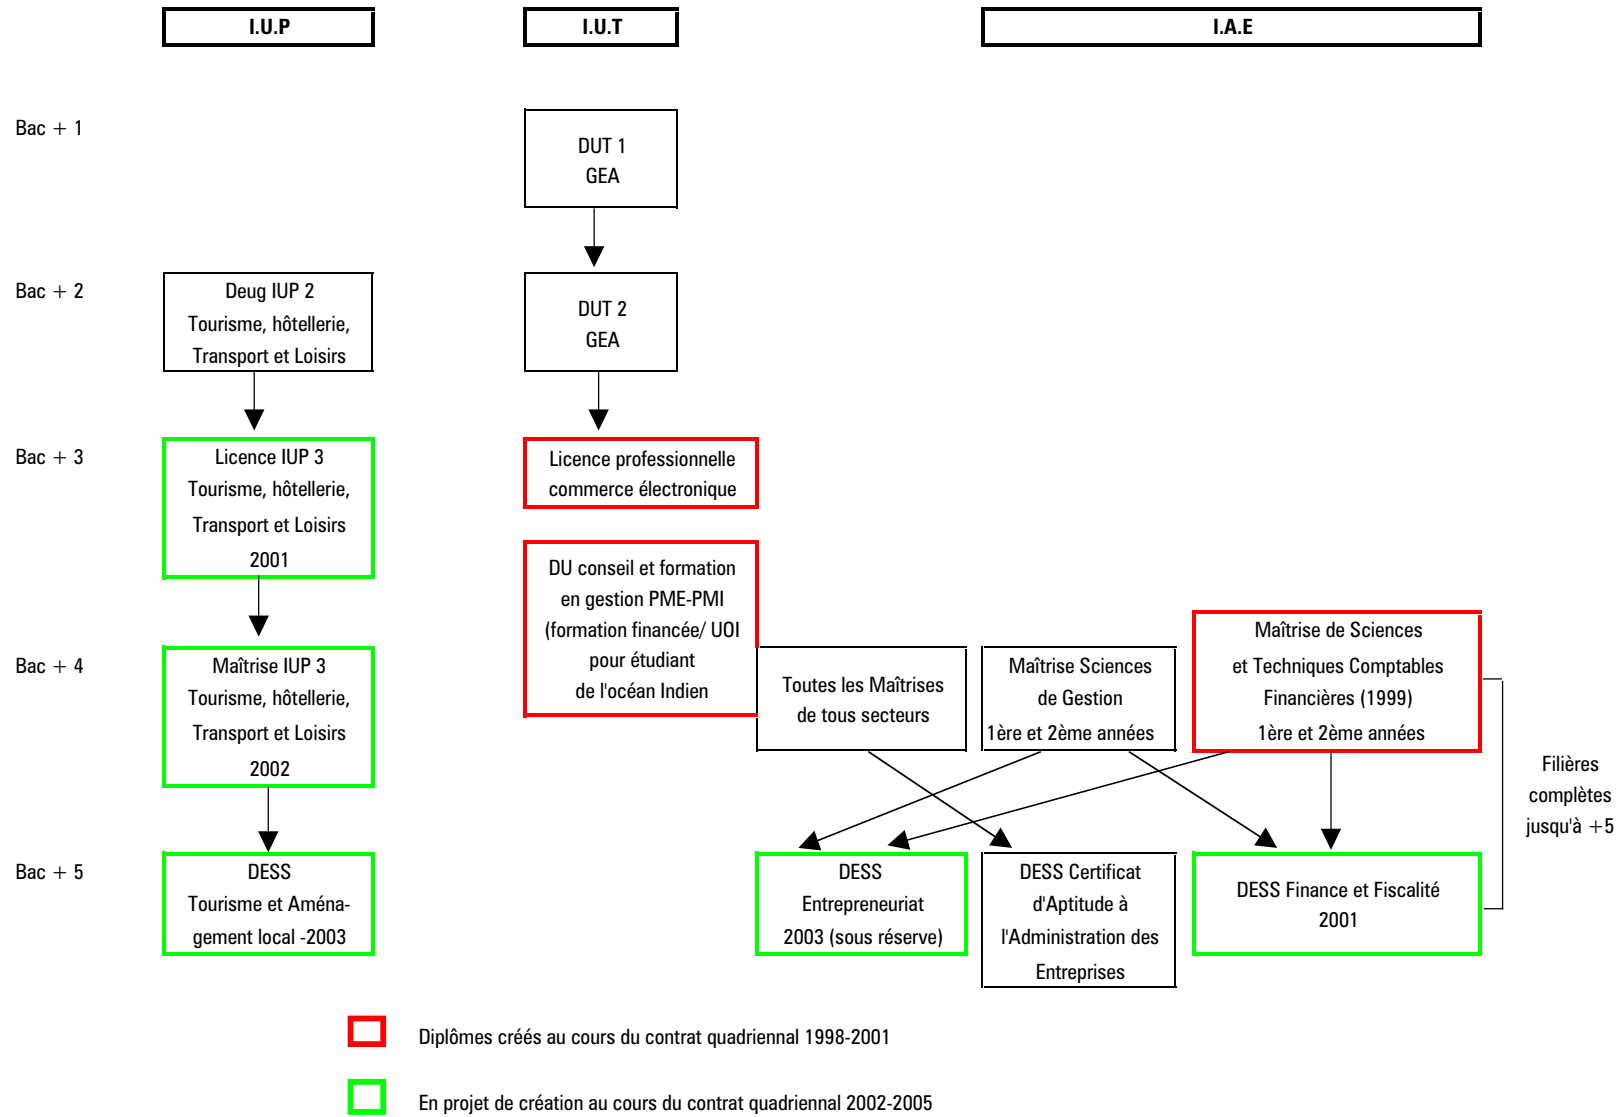 I.U.P
I.U.T
I.A.E
Bac + 1
DUT 1
GEA
Bac + 2
Deug IUP 2
Tourisme, hôtellerie,
Transport et Loisirs
DUT 2
GEA
Bac + 3
Licence IUP 3
Tourisme, hôtellerie,
Transport et Loisirs
2001
Licence professionnelle
commerce électronique
DU conseil et formation
en gestion PME-PMI
(formation financée/ UOI
pour étudiant
de l'océan Indien
Bac + 4
Maîtrise IUP 3
Tourisme, hôtellerie,
Transport et Loisirs
2002
Toutes les Maîtrises
de tous secteurs
Maîtrise Sciences
de Gestion
1ère et 2ème années
Maîtrise de Sciences
et Techniques Comptables
Financières (1999)
1ère et 2ème années
Filières
complètes
jusqu'à +5
Bac + 5
DESS
Tourisme et Aména-
gement local -2003
DESS
Entrepreneuriat
2003 (sous réserve)
DESS Certificat
d'Aptitude à
l'Administration des
Entreprises
DESS Finance et Fiscalité
2001
Diplômes créés au cours du contrat quadriennal 1998-2001
En projet de création au cours du contrat quadriennal 2002-2005